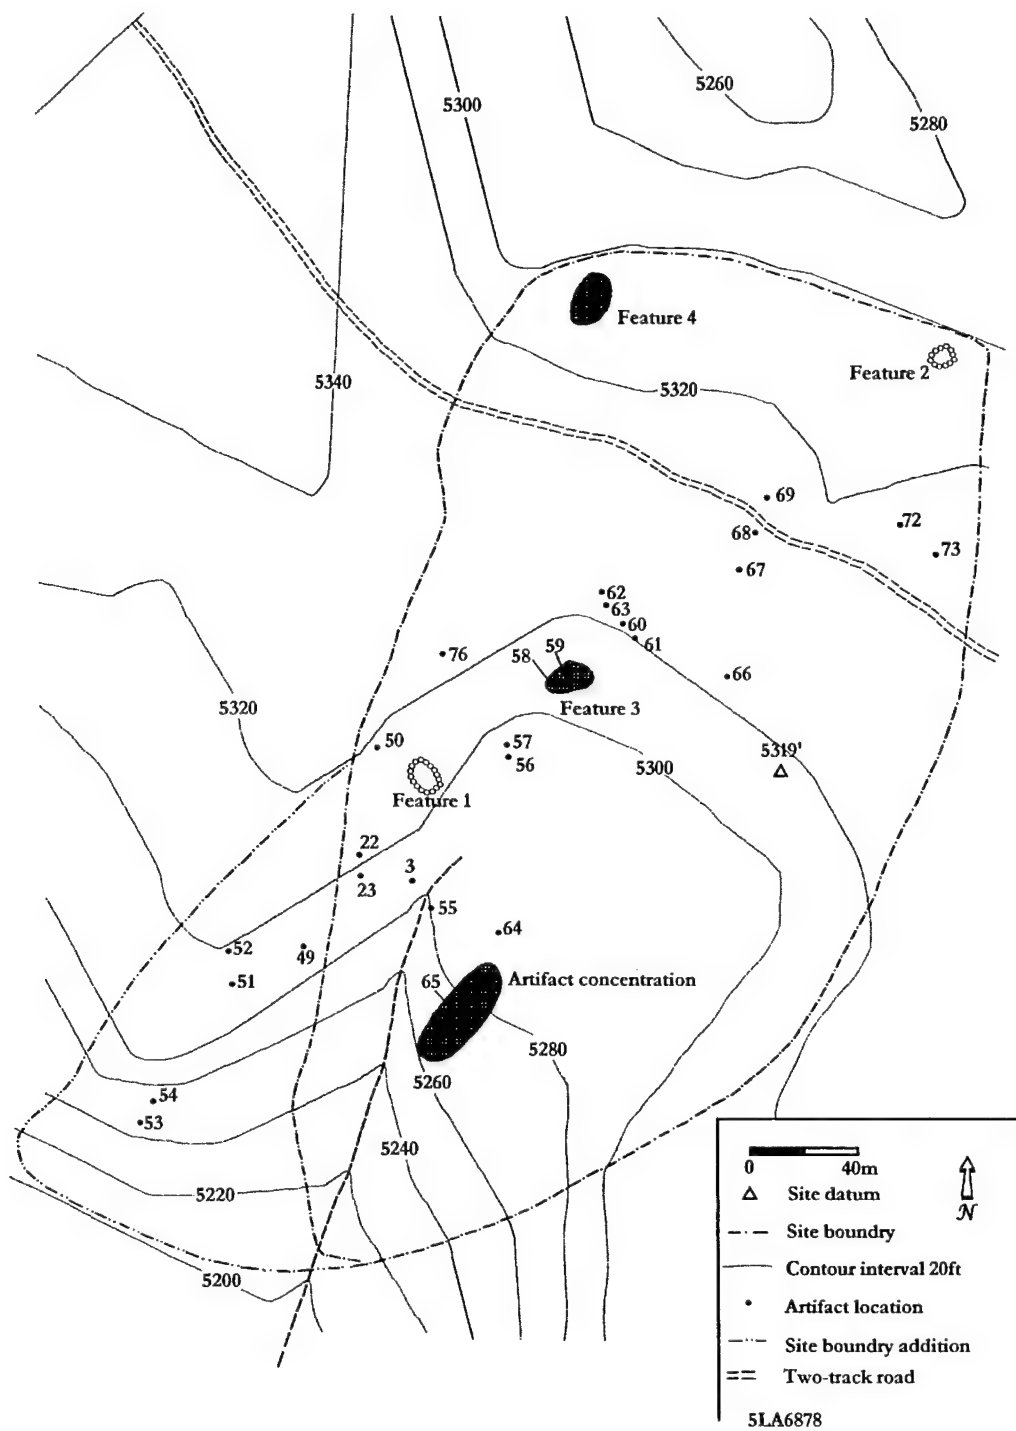 5260
5300
5280
Feature 4
Feature 2
5340
5320
69
72
68
73
67
62
63
60
61
59
58
76
66
Feature 3
5320
50
57
5319'
56
5300
Feature 1
22
3
23
55
64
52
49
51
65
Artifact concentration
5280
5260
54
53
5240
5220
5200
0 40m
Site datum
N
Site boundry
Contour interval 20ft
Artifact location
Site boundry addition
Two-track road
5LA6878